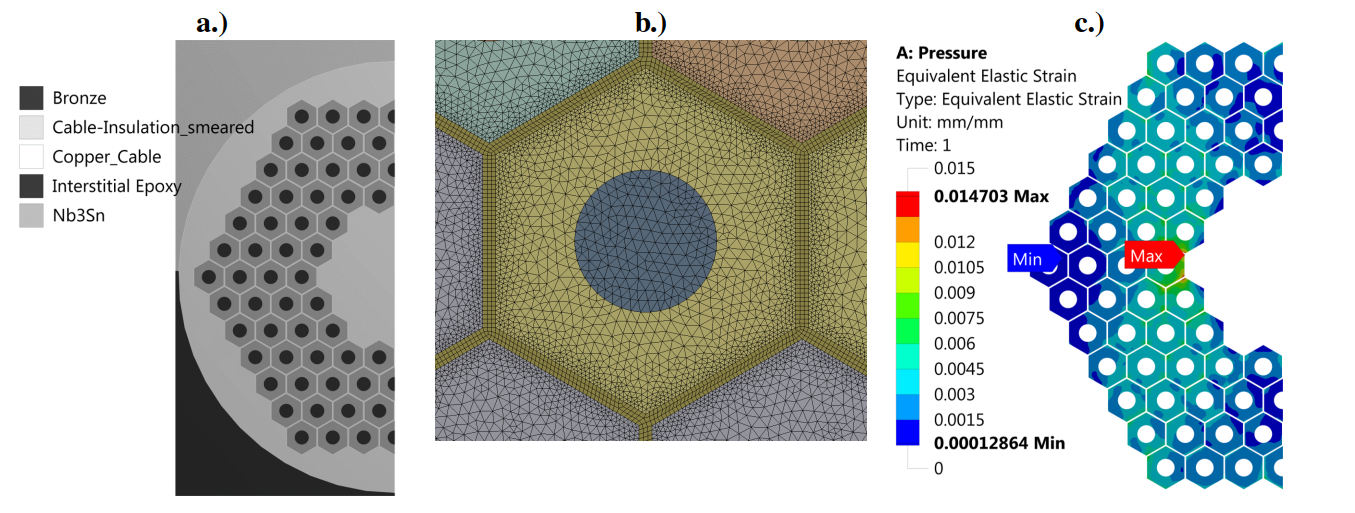 a.)
Bronze
Cable-Insulation_smeared
Copper_Cable
Interstitial Epoxy
Nb3Sn
b.)
c.)
A: Pressure
Equivalent Elastic Strain
Type: Equivalent Elastic Strain
Unit: mm/mm
Time: 1
0.015
0.014703 Max
0.012
0.0105
0.009
0.0075
0.006
0.0045
0.003
0.0015
0.00012864 Min
0
Min
Max